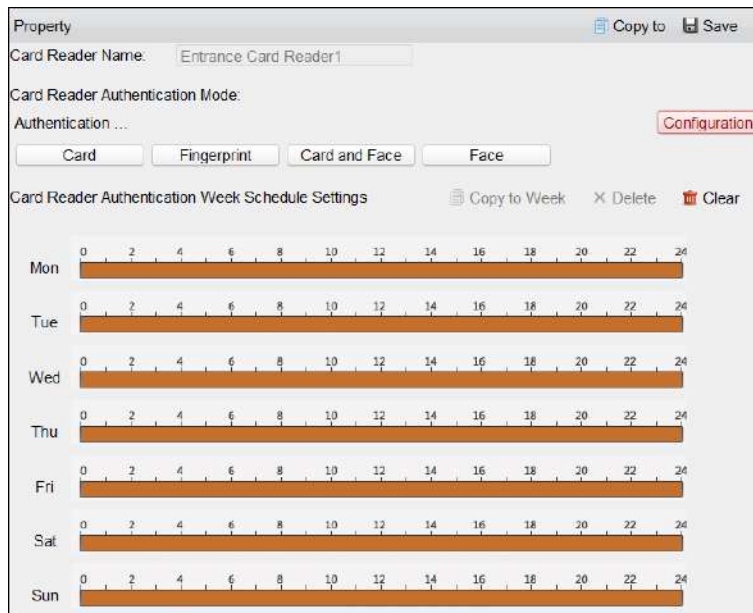 Property Copy to Save
Card Reader Name: Entrance Card Reader1
Card Reader Authentication Mode:
Authentication ...
Configuration
Card Fingerprint Card and Face Face
Card Reader Authentication Week Schedule Settings Copy to Week Delete Clear
0 2 4 6 8 10 12 14 16 18 20 22 24
Mon
0 2 4 6 8 10 12 14 16 18 20 22 24
Tue
0 2 4 6 8 10 12 14 16 18 20 22 24
Wed
0 2 4 6 8 10 12 14 16 18 20 22 24
Thu
0 2 4 6 8 10 12 14 16 18 20 22 24
Fri
0 2 4 6 8 10 12 14 16 18 20 22 24
Sat
0 2 4 6 8 10 12 14 16 18 20 22 24
Sun